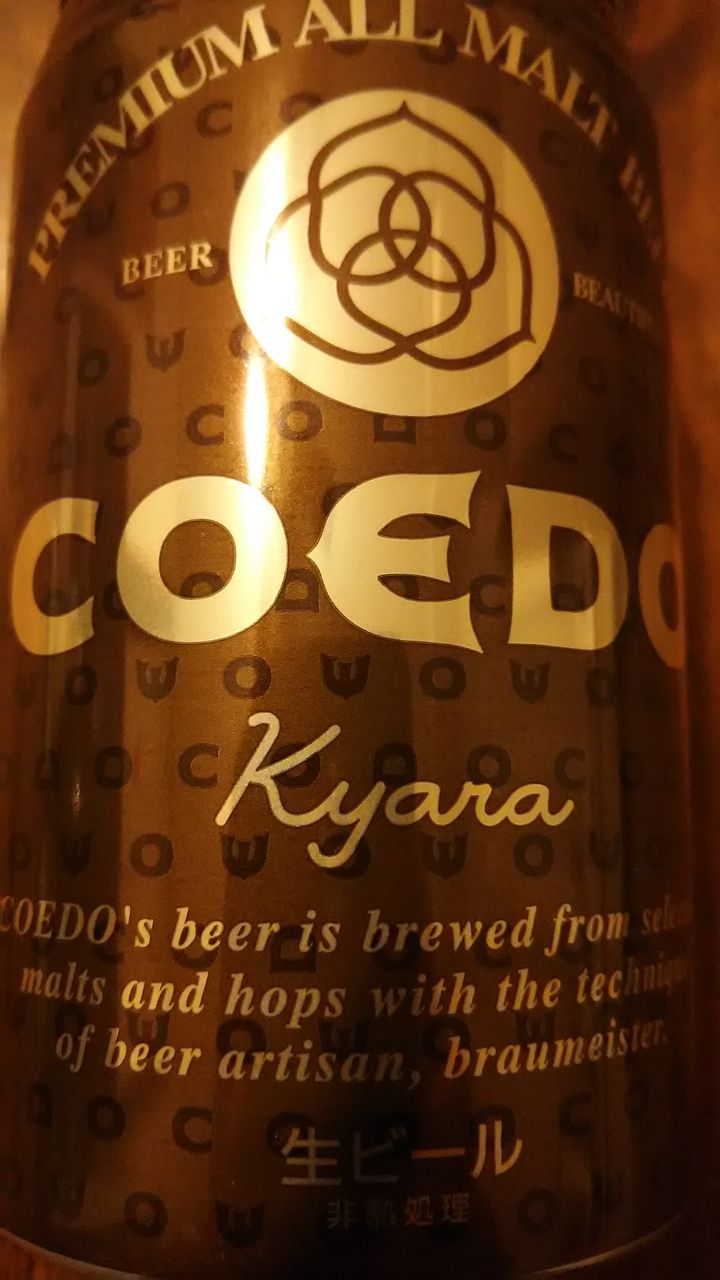 PREMIUM ALL MALT
BEER
COEDO
Kyara
COEDO's beer is brewed from
malts and hops with the
of beer artisan, braumeister.
生ビール
非熱処理